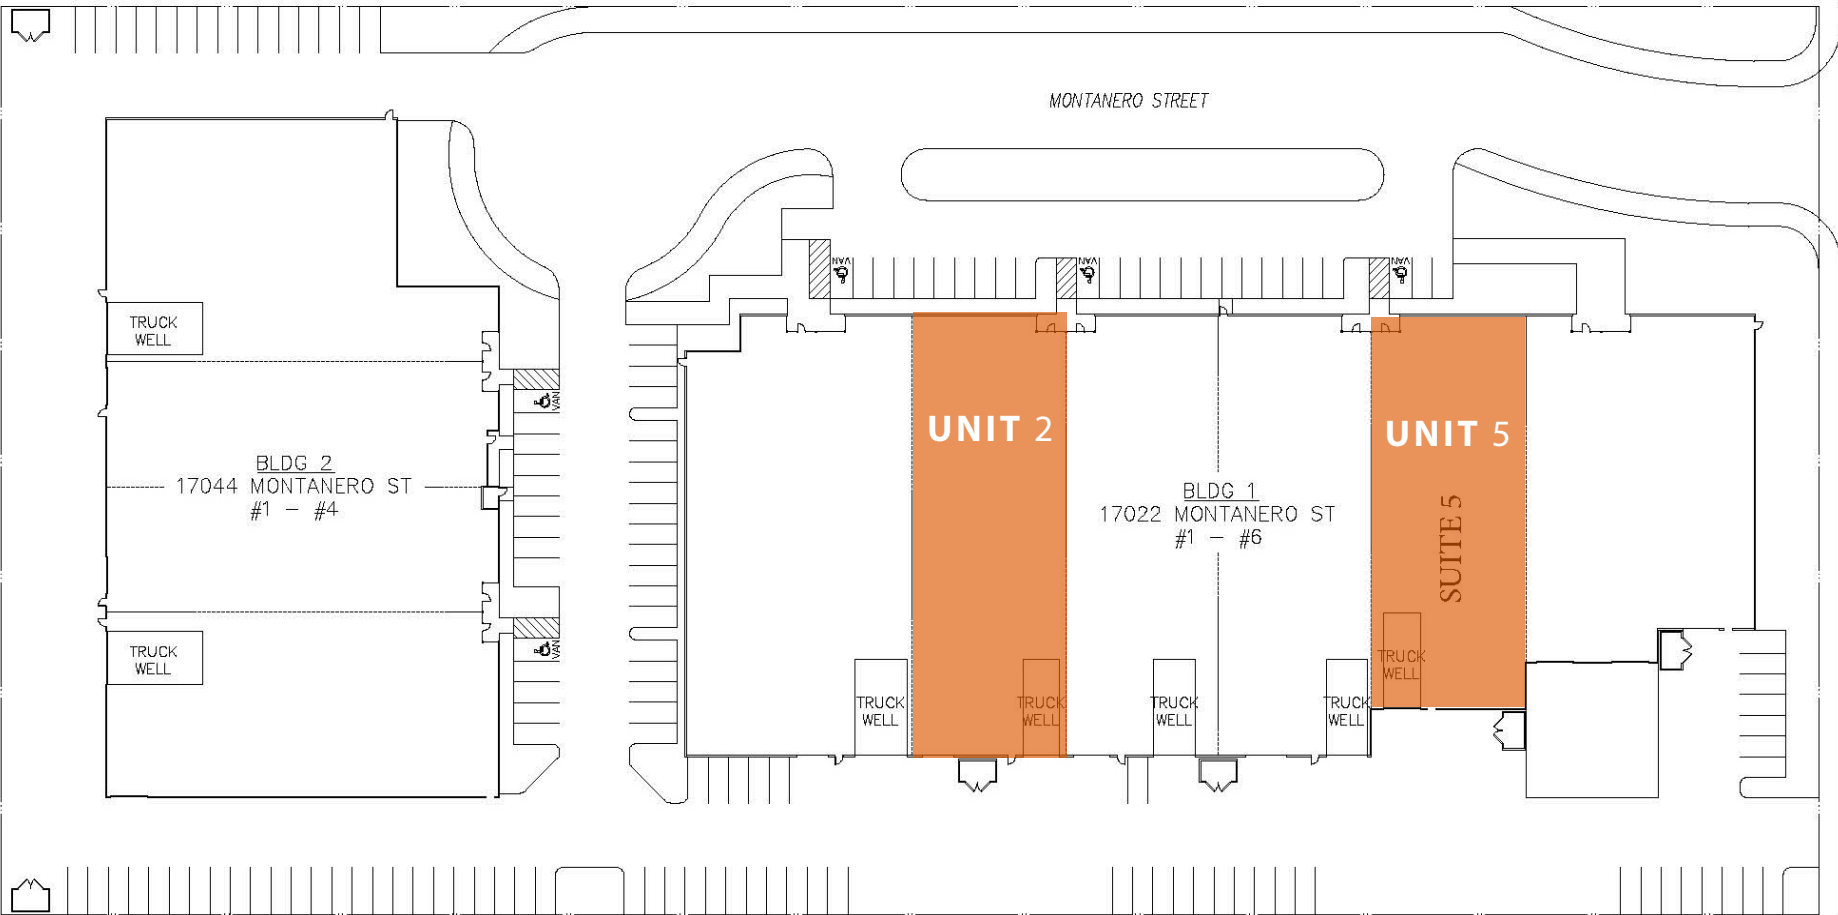 MONTANERO STREET
VAN
VAN
VAN
TRUCK
WELL
VAN
UNIT 2
UNIT 5
BLDG 2
17044 MONTANERO ST
#1 - #4
BLDG 1
17022 MONTANERO ST
#1 - #6
SUITE 5
VAN
TRUCK
WELL
TRUCK
WELL
TRUCK
WELL
TRUCK
WELL
TRUCK
WELL
TRUCK
WELL